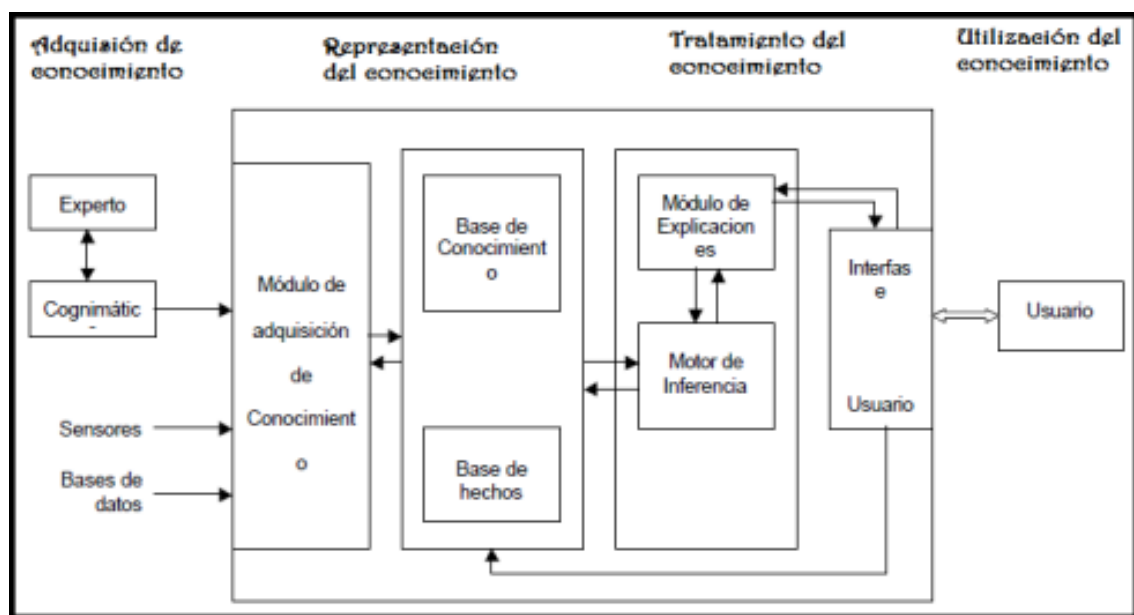 Adquisión de
conocimiento
Representación
del conocimiento
Tratamiento del
conocimiento
Utilización del
conocimiento
Experto
Cognimátic
Sensores
Bases de
datos
Módulo de
adquisición
de
Conocimient
o
Base de
Conocimient
o
Base de
hechos
Módulo de
Explicacion
es
Motor de
Inferencia
Interfas
e
Usuario
Usuario